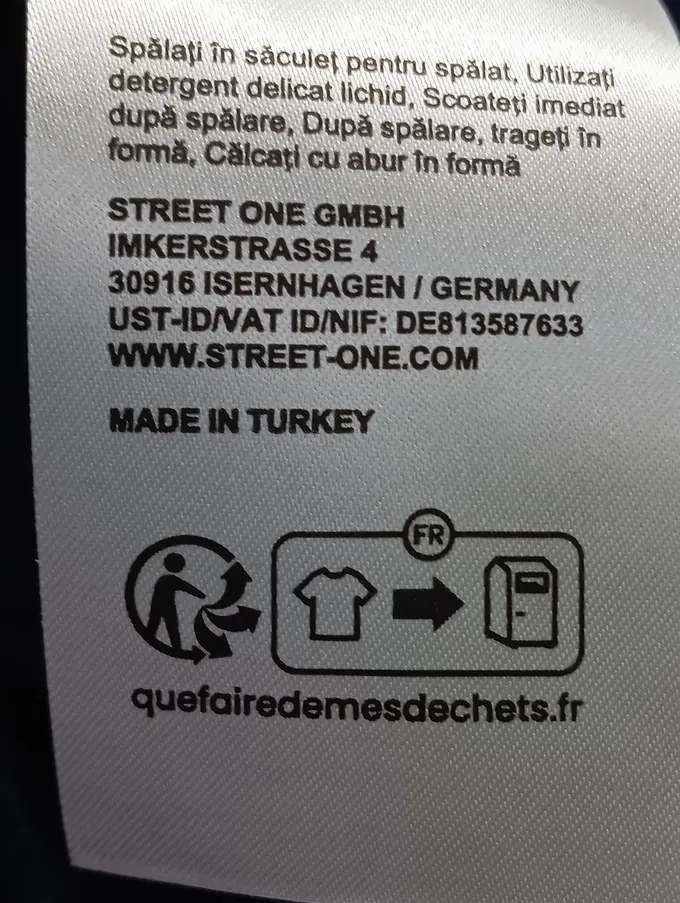 Spălați în săculeț pentru spălat, Utilizați
detergent delicat lichid, Scoateți imediat
după spălare, După spălare, trageți în
formă, Călcați cu abur în formă
STREET ONE GMBH
IMKERSTRASSE 4
30916 ISERNHAGEN / GERMANY
UST-ID/VAT ID/NIF: DE813587633
WWW.STREET-ONE.COM
MADE IN TURKEY
FR
quefairedemesdechets.fr